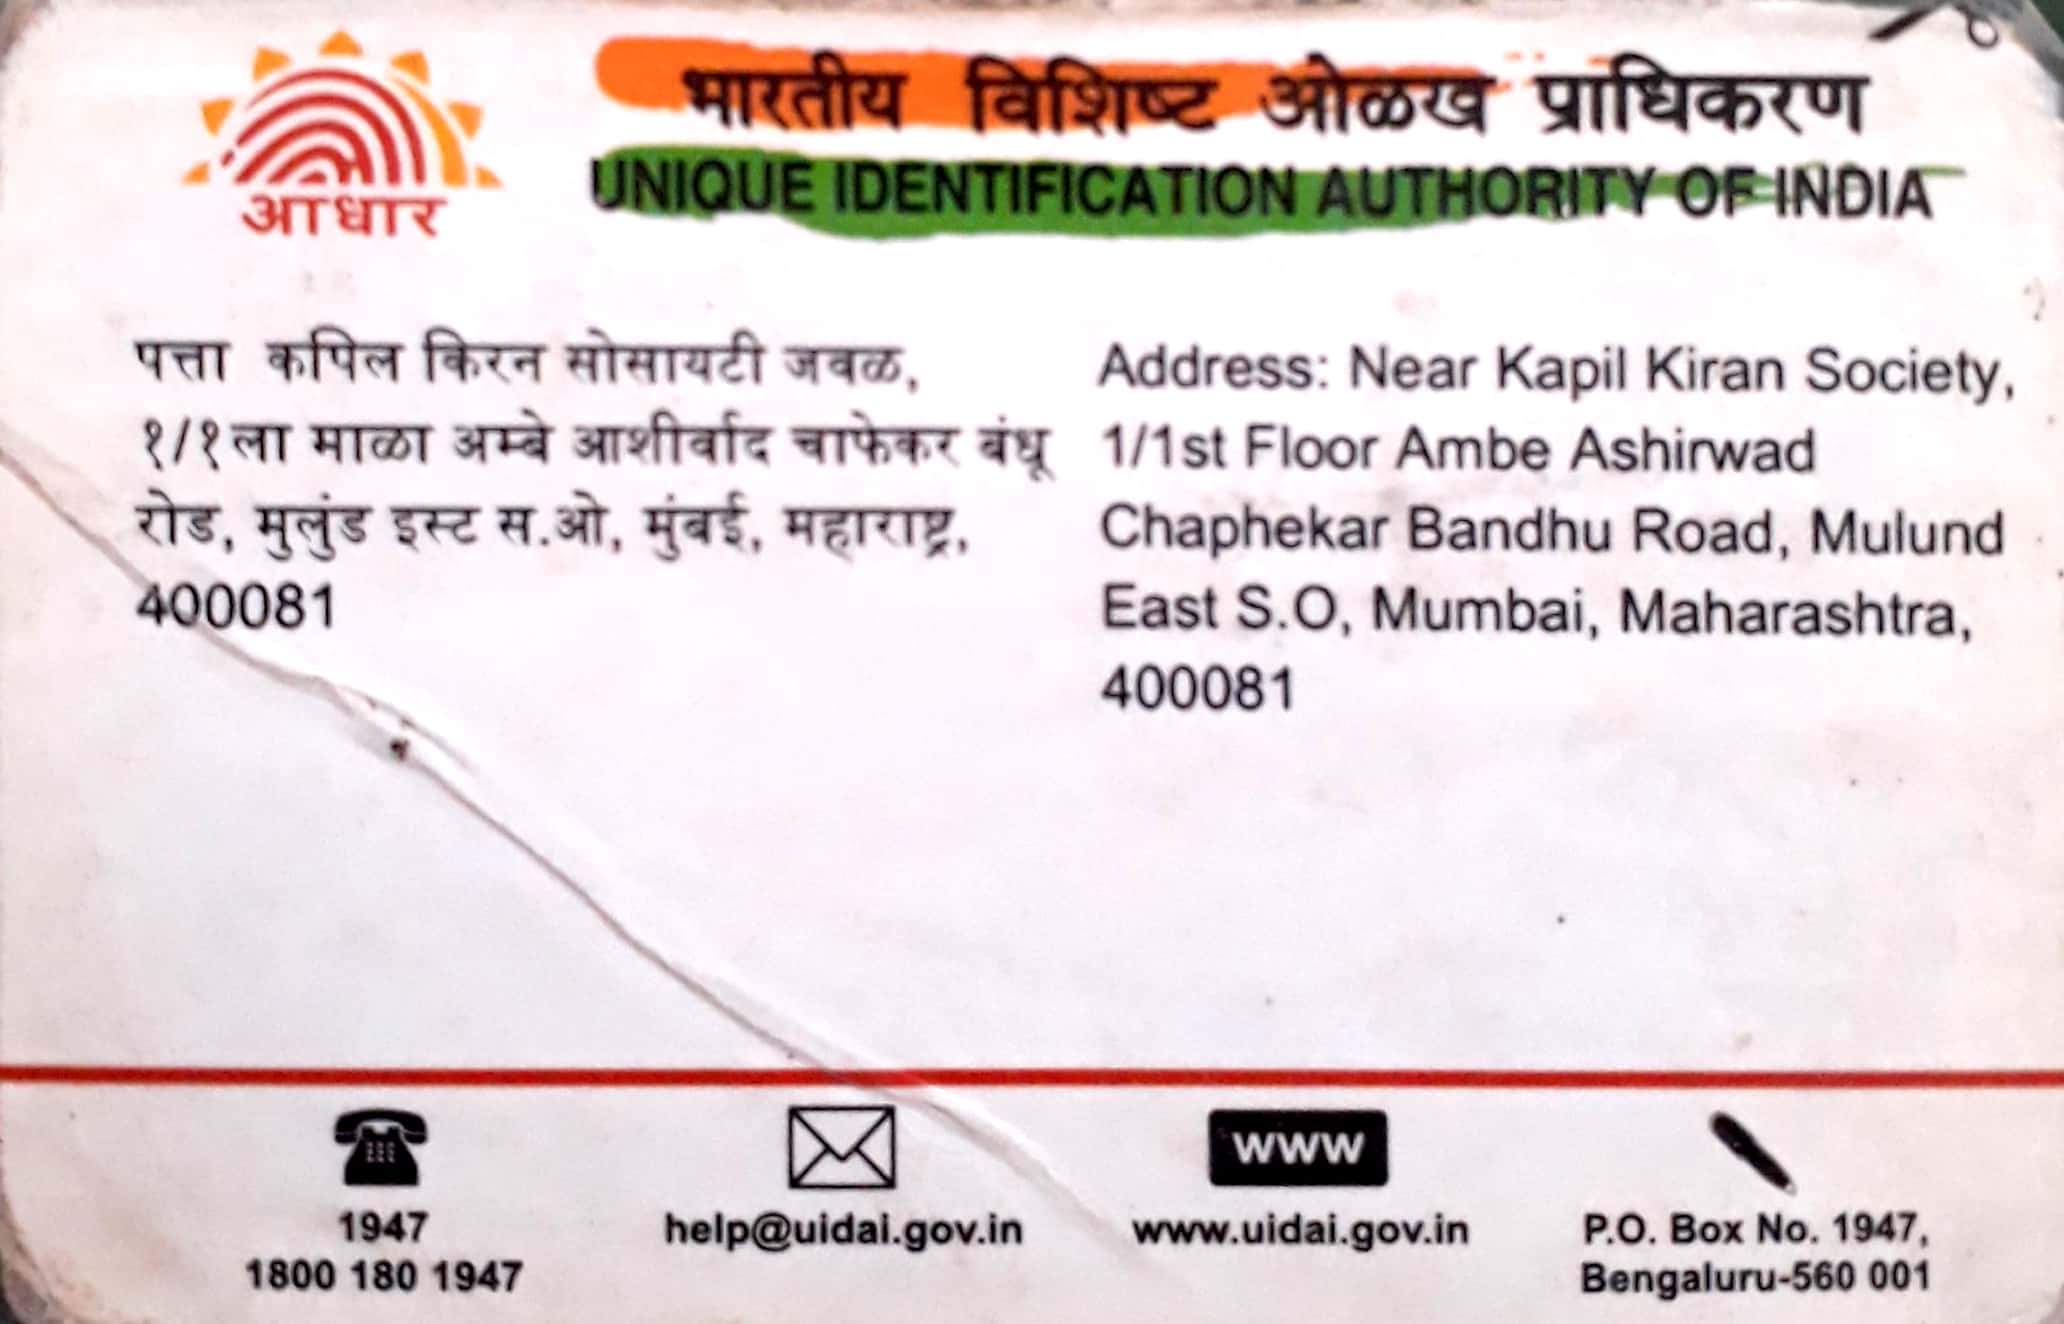 आधार
भारतीय विशिष्ट ओळख प्राधिकरण
UNIQUE IDENTIFICATION AUTHORITY OF INDIA
पत्ता कपिल किरन सोसायटी जवळ,
१/१ला माळा अम्बे आशीर्वाद चाफेकर बंधू
रोड, मुलुंड इस्ट स.ओ, मुंबई, महाराष्ट्र,
400081
Address: Near Kapil Kiran Society,
1/1st Floor Ambe Ashirwad
Chaphekar Bandhu Road, Mulund
East S.O, Mumbai, Maharashtra,
400081
1947
1800 180 1947
help@uidai.gov.in
WWW
www.uidai.gov.in
P.O. Box No. 1947,
Bengaluru-560 001